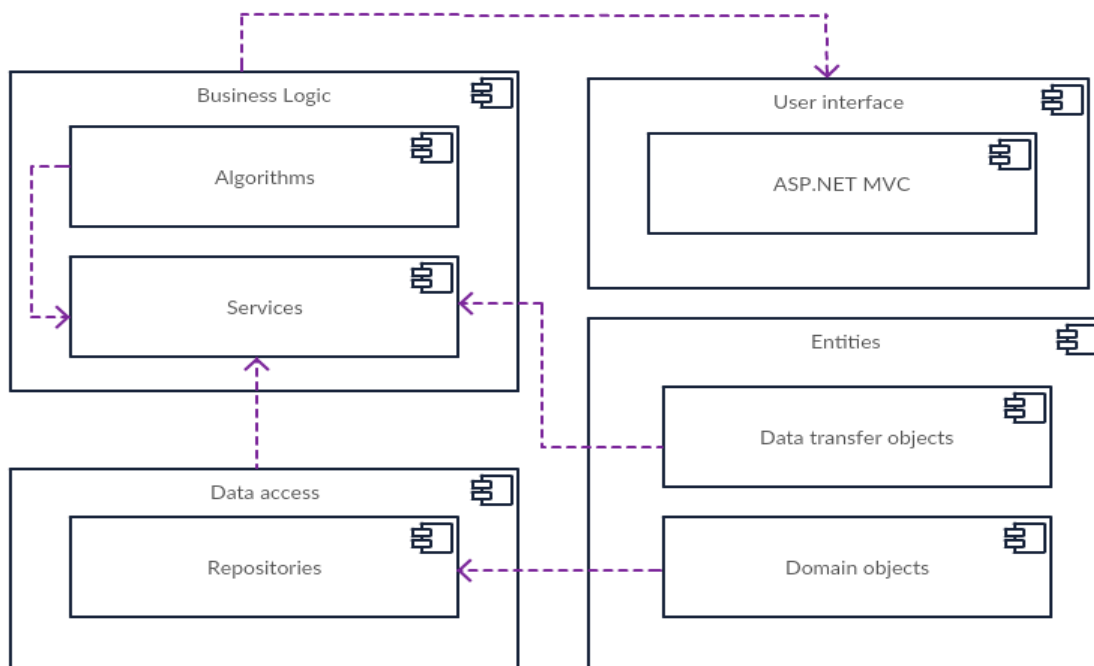 Business Logic
Algorithms
Services
User interface
ASP.NET MVC
Entities
Data transfer objects
Domain objects
Data access
Repositories